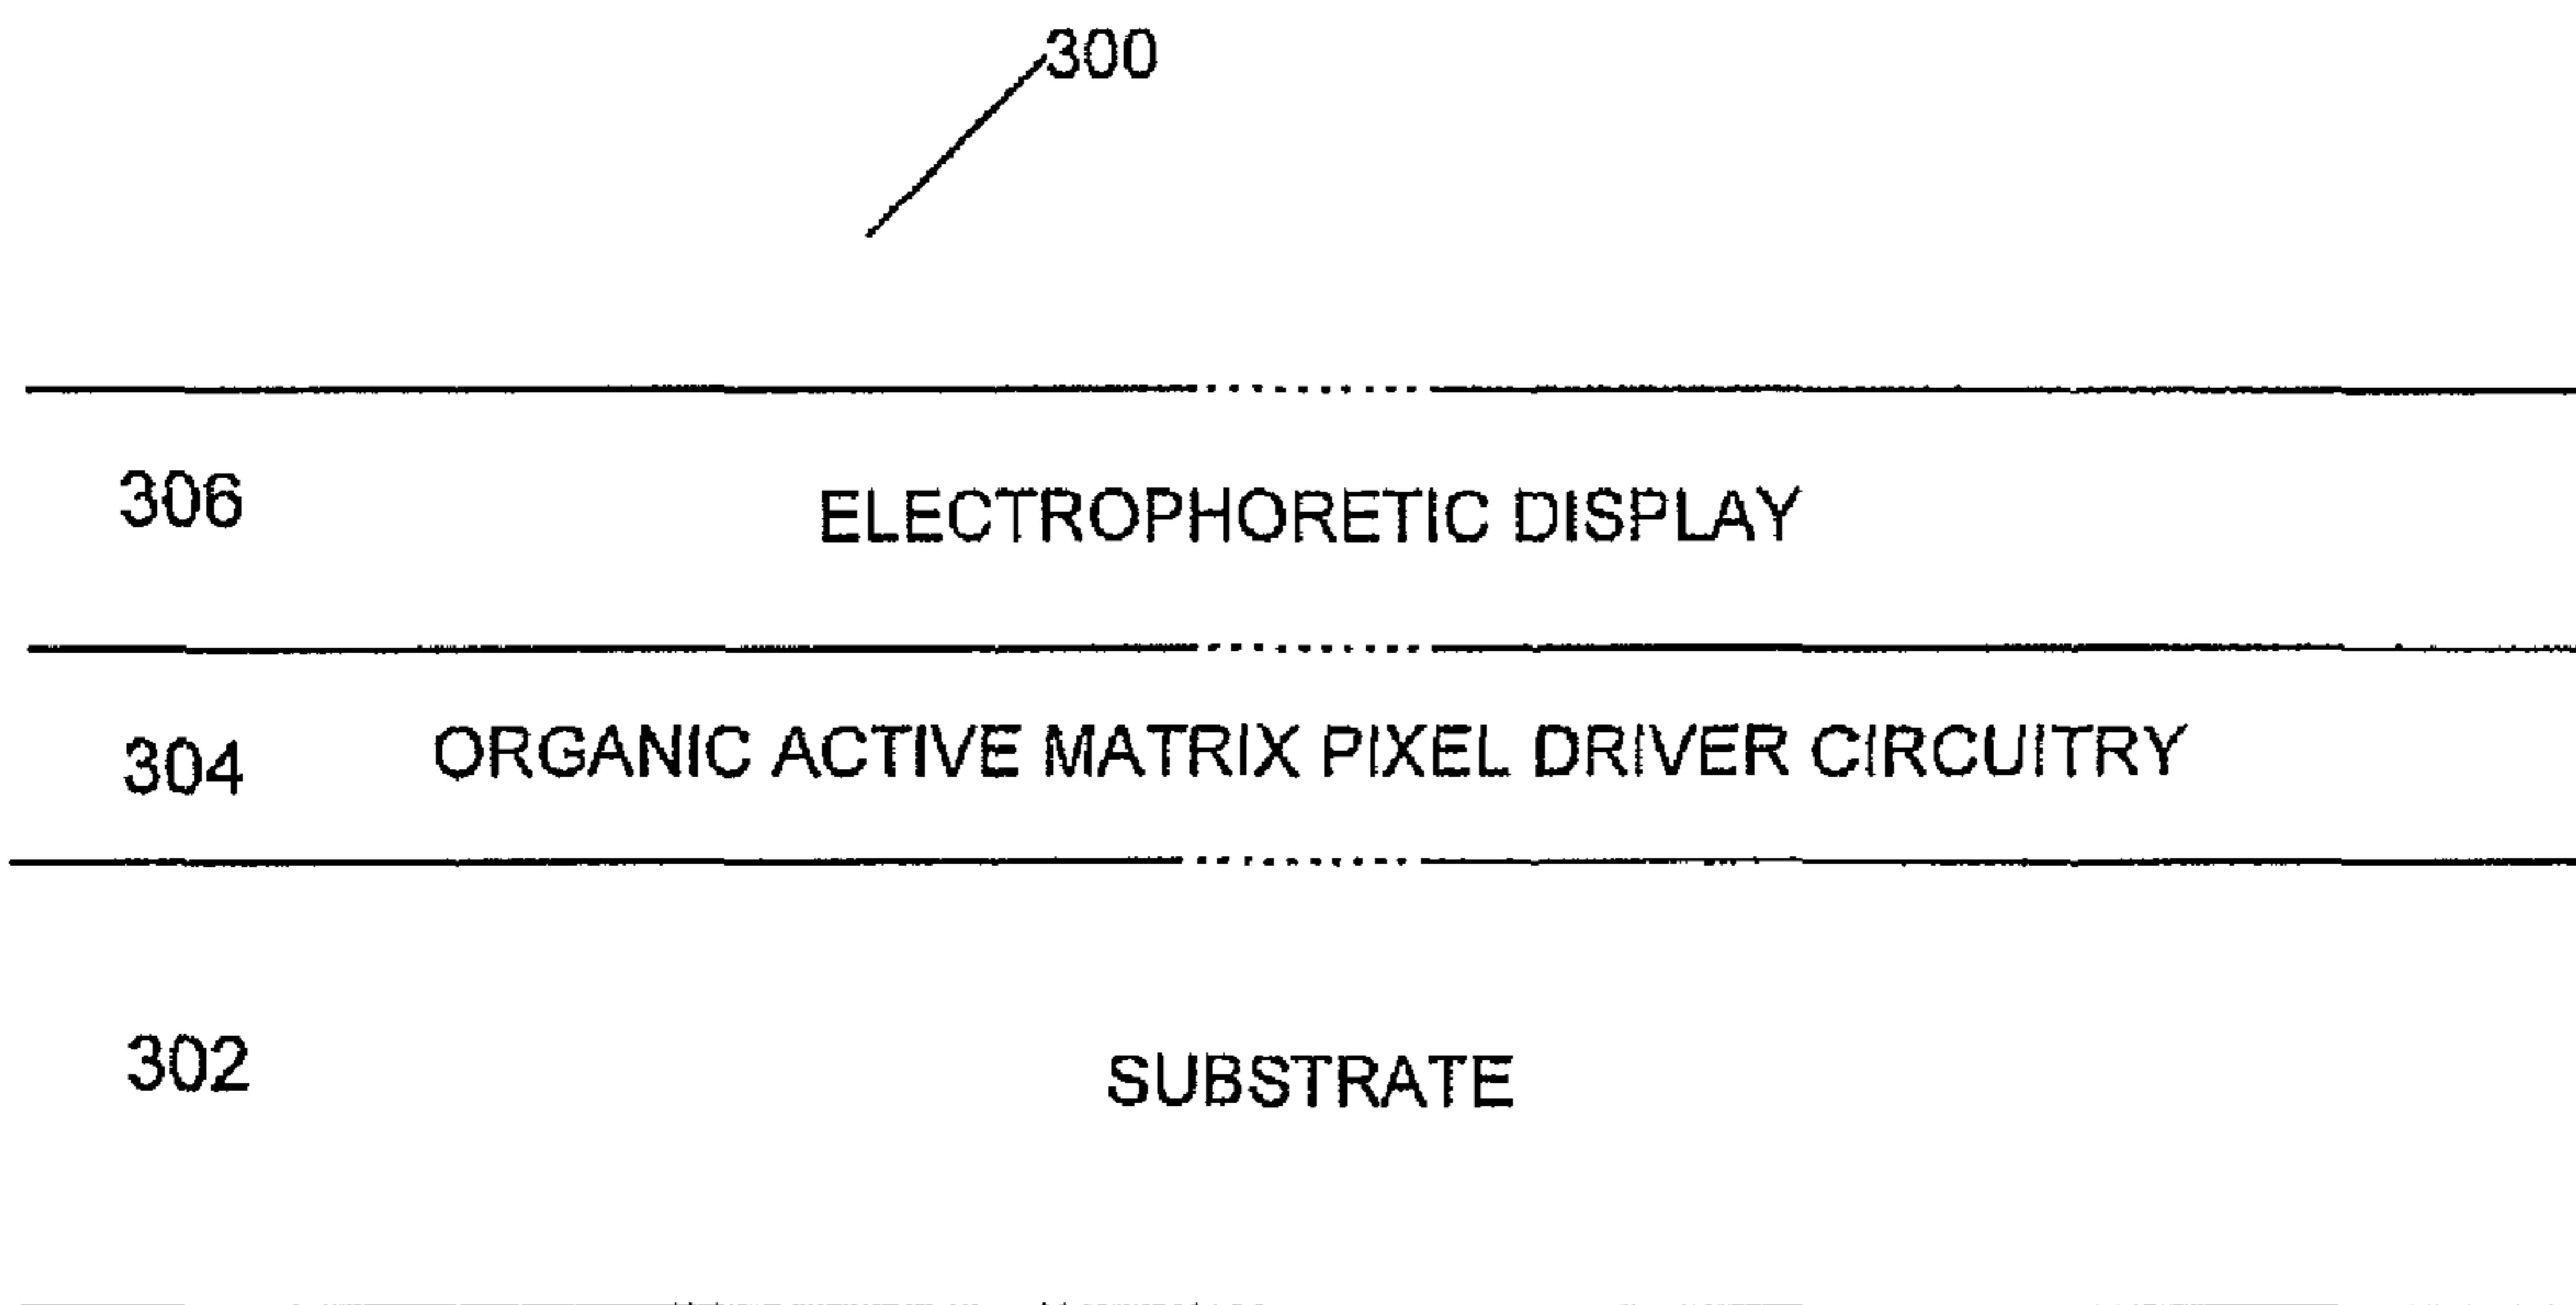 300
306 ELECTROPHORETIC DISPLAY
304 ORGANIC ACTIVE MATRIX PIXEL DRIVER CIRCUITRY
302 SUBSTRATE